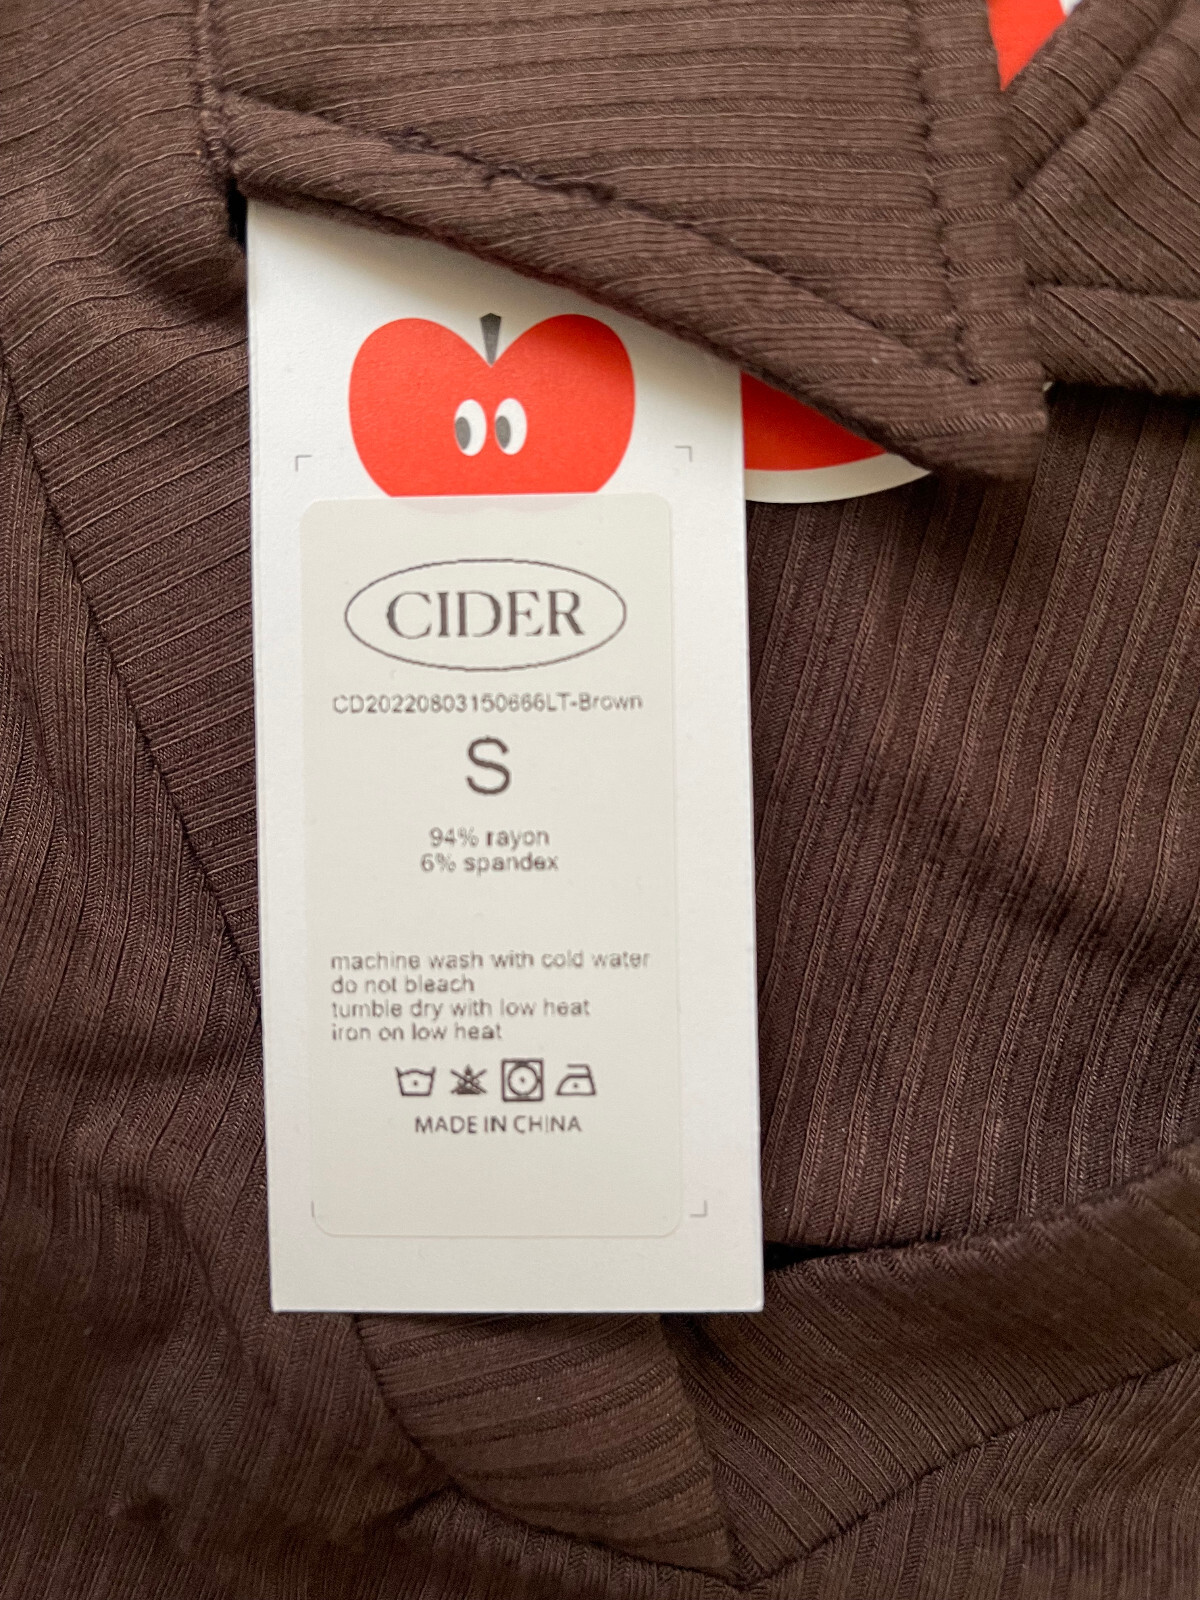 CIDER
CD20220803150666LT-Brown
S
94% rayon
6% spandex
machine wash with cold water
do not bleach
tumble dry with low heat
iron on low heat
MADE IN CHINA